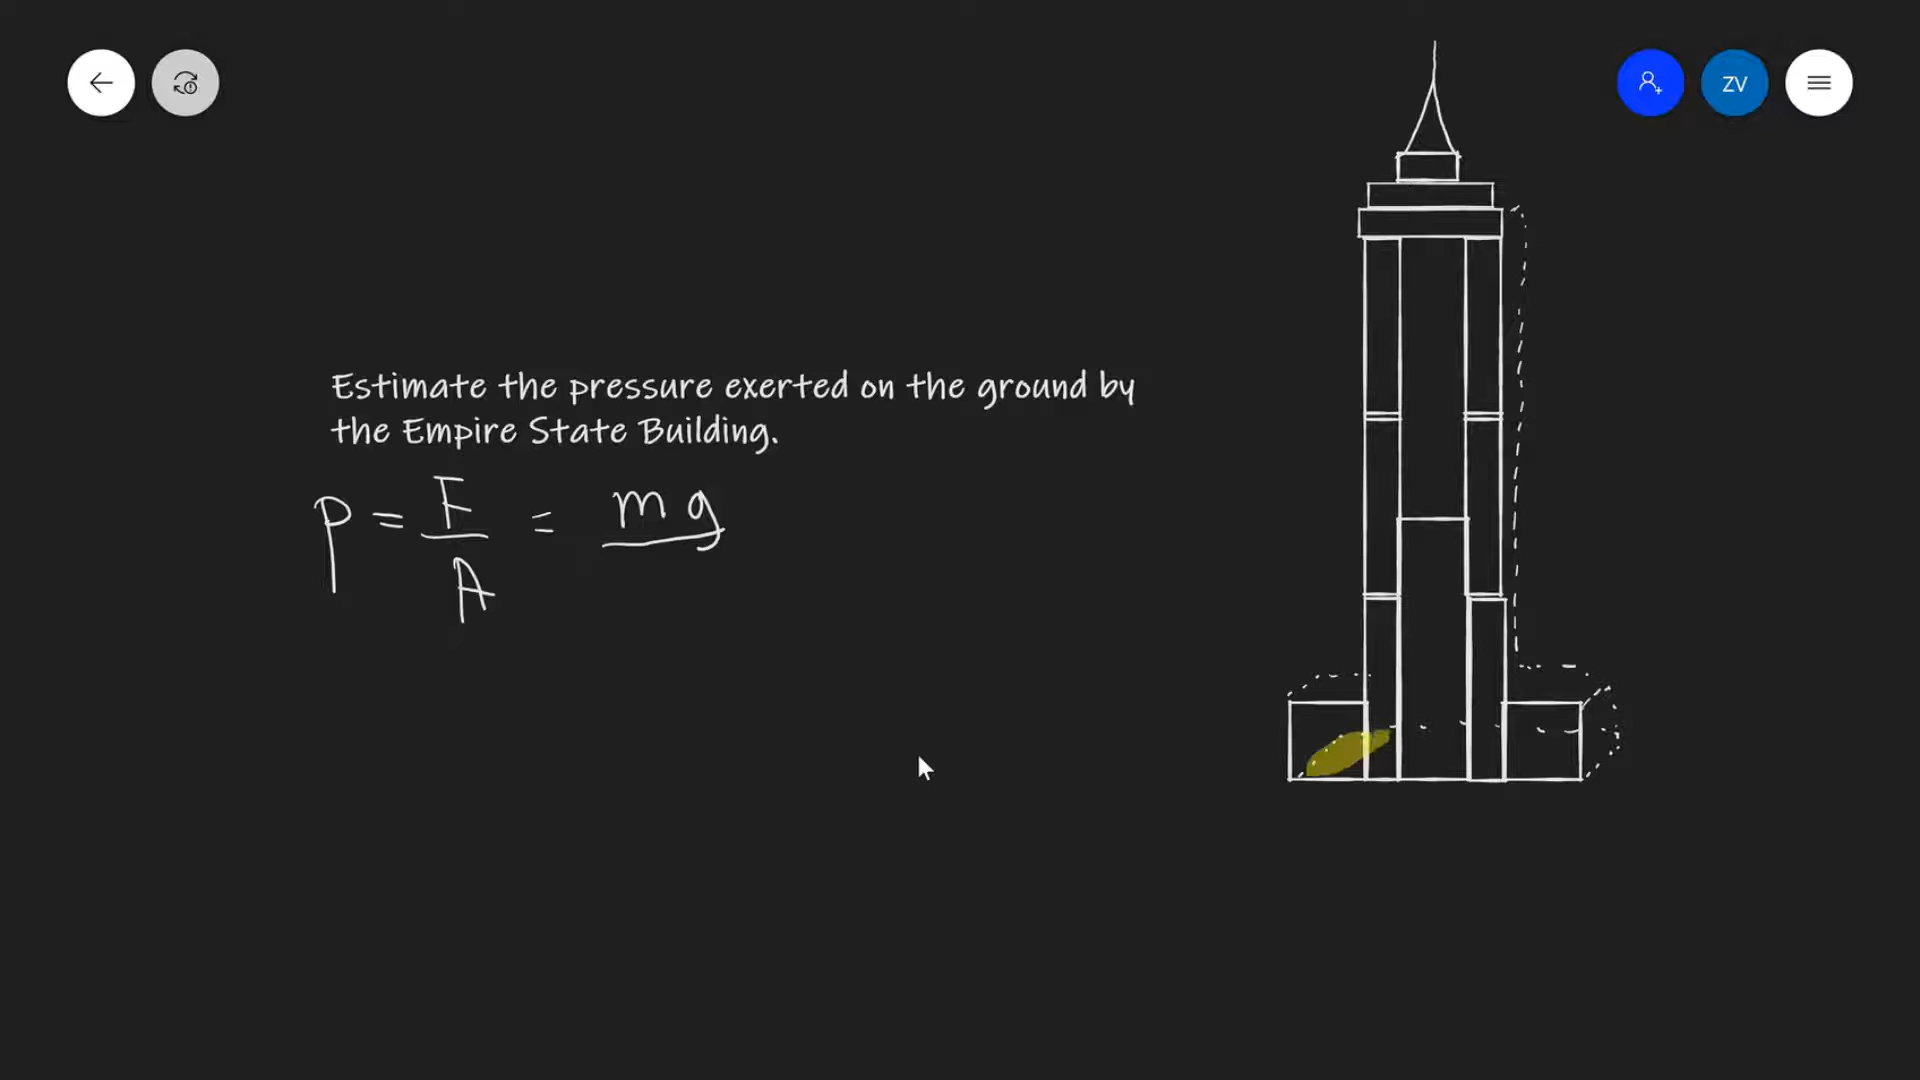 ZV
Estimate the pressure exerted on the ground by
the Empire State Building.
P = F/A = mg